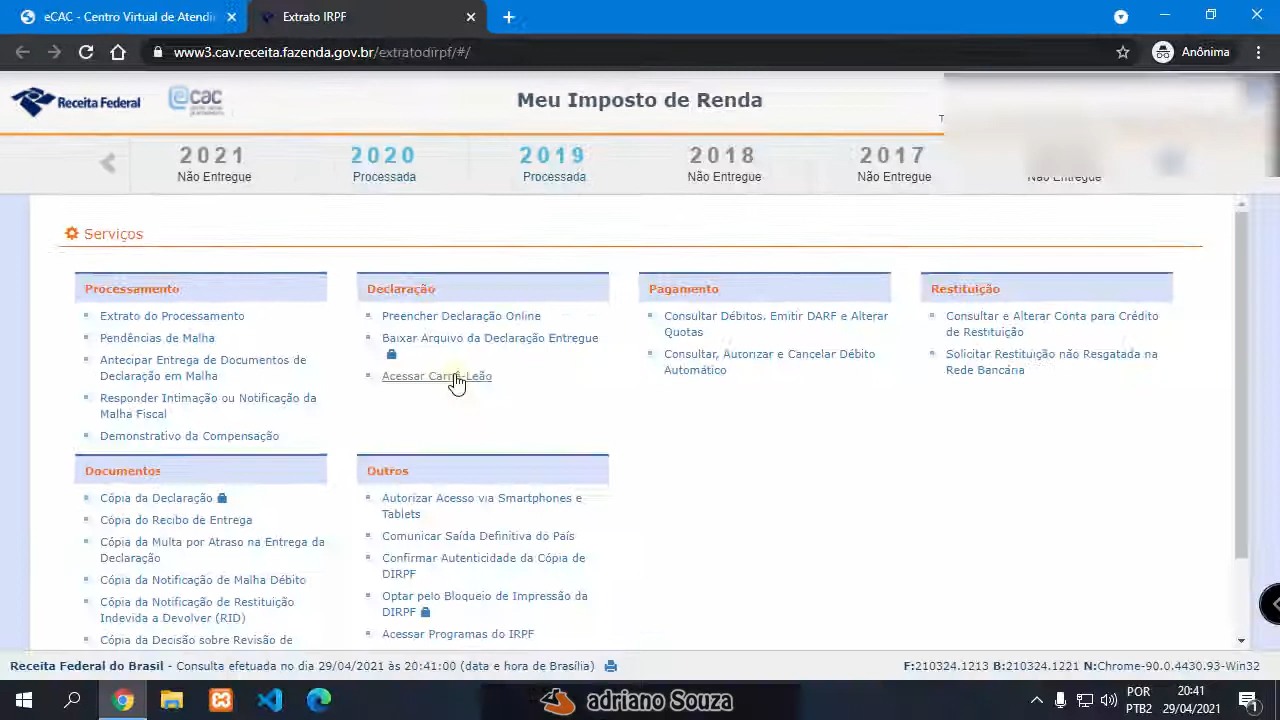 eCAC - Centro Virtual de Atendi
Extrato IRPF
www3.cav.receita.fazenda.gov.br/extratodirpf/#/
Anônima
Receita Federal
ecac
Meu Imposto de Renda
2021
Não Entregue
2020
Processada
2019
Processada
2018
Não Entregue
2017
Não Entregue
Não Entregue
Serviços
Processamento
Extrato do Processamento
Pendências de Malha
Antecipar Entrega de Documentos de
Declaração em Malha
Responder Intimação ou Notificação da
Malha Fiscal
Demonstrativo da Compensação
Declaração
Preencher Declaração Online
Baixar Arquivo da Declaração Entregue
Acessar Carnê-Leão
Pagamento
Consultar Débitos, Emitir DARF e Alterar
Quotas
Consultar, Autorizar e Cancelar Débito
Automático
Restituição
Consultar e Alterar Conta para Crédito
de Restituição
Solicitar Restituição não Resgatada na
Rede Bancária
Documentos
Cópia da Declaração
Cópia do Recibo de Entrega
Cópia da Multa por Atraso na Entrega da
Declaração
Cópia da Notificação de Malha Débito
Cópia da Notificação de Restituição
Indevida a Devolver (RID)
Cópia da Decisão sobre Revisão de
Outros
Autorizar Acesso via Smartphones e
Tablets
Comunicar Saída Definitiva do País
Confirmar Autenticidade da Cópia de
DIRPF
Optar pelo Bloqueio de Impressão da
DIRPF
Acessar Programas do IRPF
Receita Federal do Brasil - Consulta efetuada no dia 29/04/2021 às 20:41:00 (data e hora de Brasília)
F:210324.1213 B:210324.1221 N:Chrome-90.0.4430.93-Win32
adriano Souza
POR
PTB2
20:41
29/04/2021
1